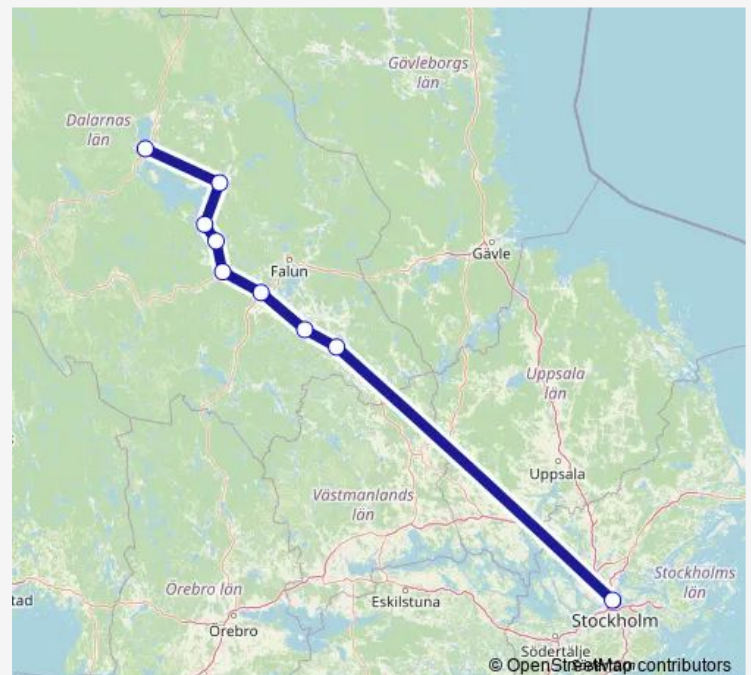 Gävleborgs
län
Dalarnas
län
Gävle
Falun
Uppsala
län
Uppsala
Västmanlands
län
Stockholms
län
Örebro län
tad
Eskilstuna
Örebro
Stockholm
Södertälje
© OpenStreetMap contributors